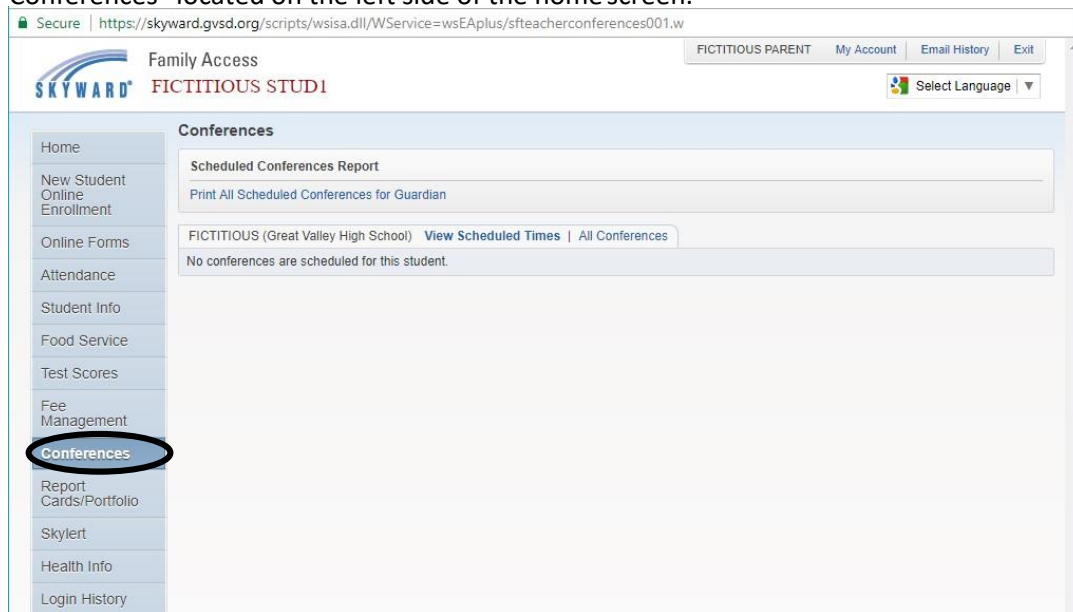 Conferences" located on the left side of the home screen.
Secure | https://skyward.gvsd.org/scripts/wsisa.dll/WService=wsEAplus/sfteacherconferences001.w
SKYWARD®
Family Access
FICTITIOUS STUD1
FICTITIOUS PARENT My Account Email History Exit
Select Language
Home
New Student
Online
Enrollment
Online Forms
Attendance
Student Info
Food Service
Test Scores
Fee
Management
Conferences
Report
Cards/Portfolio
Skylert
Health Info
Login History
Conferences
Scheduled Conferences Report
Print All Scheduled Conferences for Guardian
FICTITIOUS (Great Valley High School) View Scheduled Times | All Conferences
No conferences are scheduled for this student.